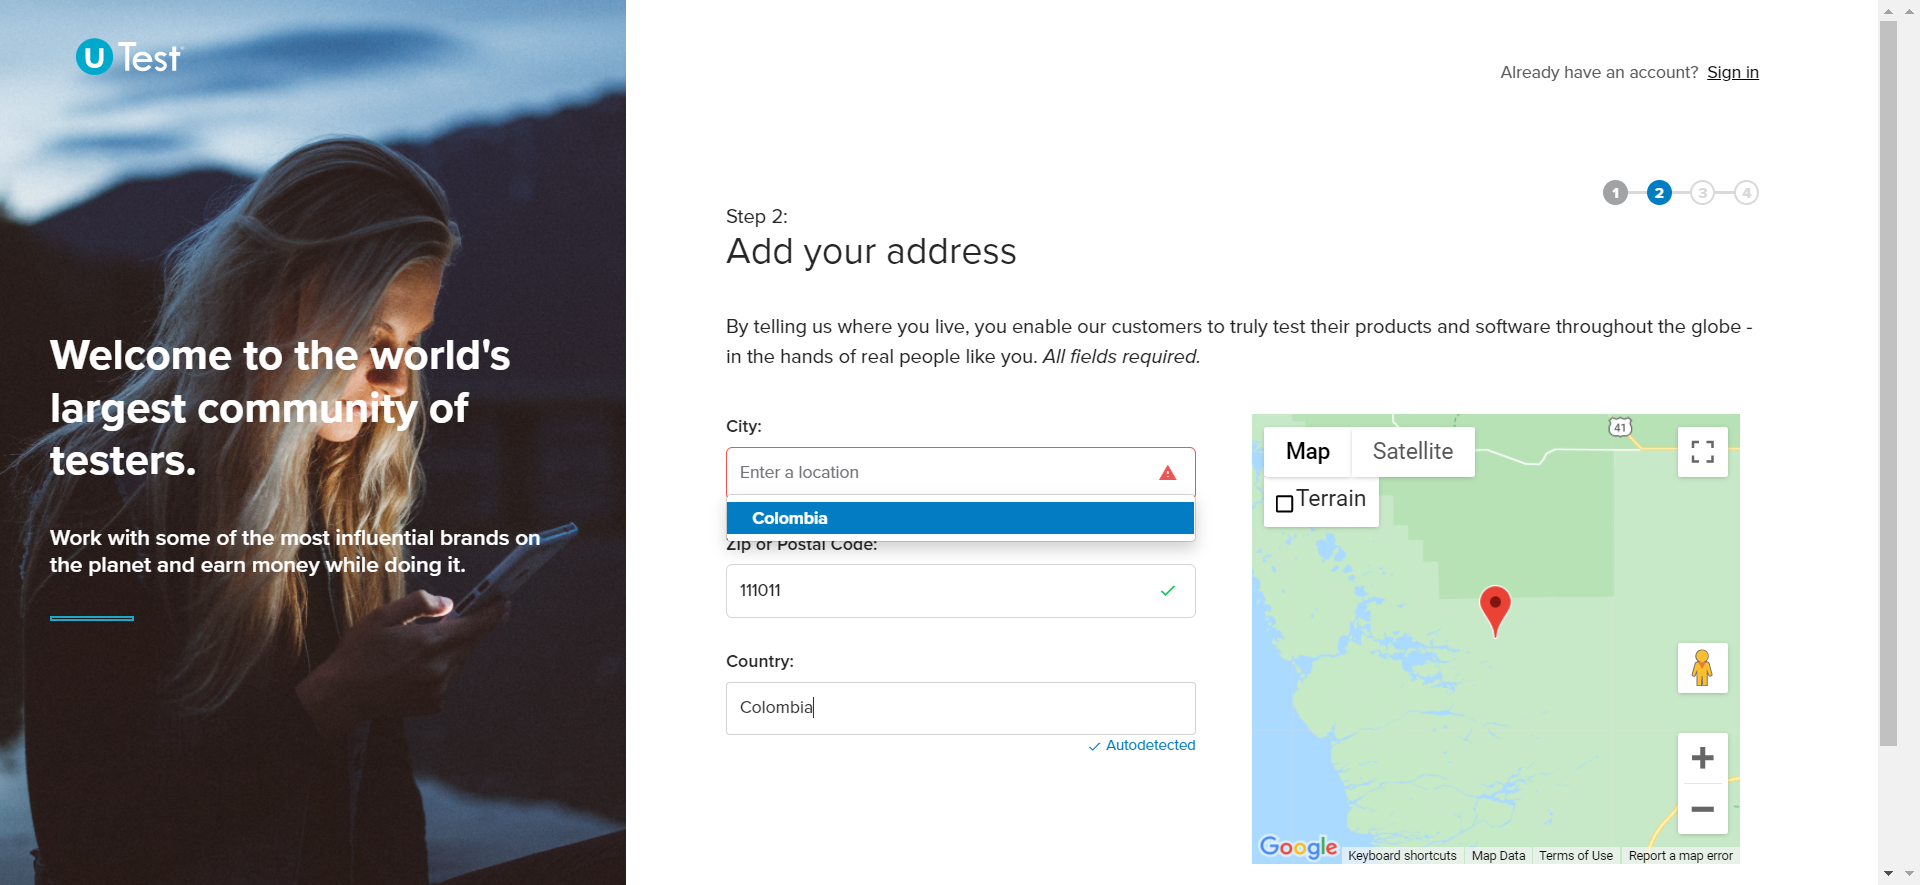 U Test
Already have an account? Sign in
1 2 3 4
Step 2:
Add your address
By telling us where you live, you enable our customers to truly test their products and software throughout the globe -
in the hands of real people like you. All fields required.
Welcome to the world's
largest community of
testers.
Work with some of the most influential brands on
the planet and earn money while doing it.
City:
Enter a location
Colombia
Zip or Postal Code:
111011
Country:
Colombia
Autodetected
Map Satellite
Terrain
41
Google
Keyboard shortcuts Map Data Terms of Use Report a map error